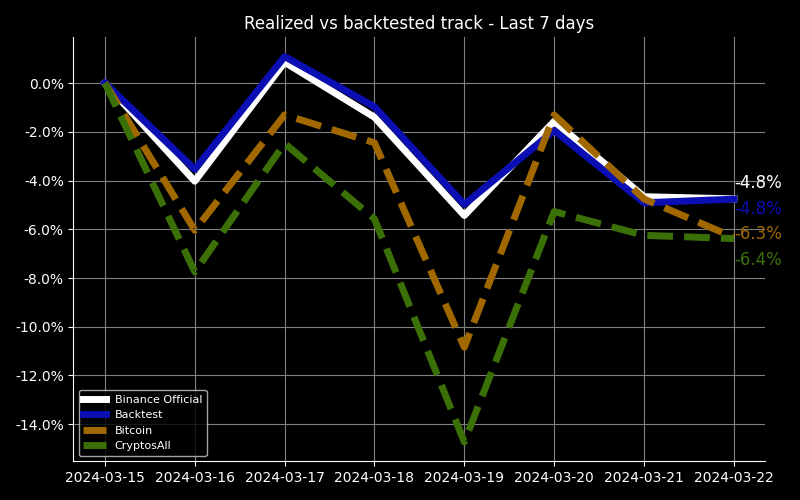 Realized vs backtested track - Last 7 days
0.0%
-2.0%
-4.0%
-6.0%
-8.0%
-10.0%
-12.0%
-14.0%
-4.8%
-4.8%
-6.3%
-6.4%
Binance Official
Backtest
Bitcoin
CryptosAll
2024-03-15 2024-03-16 2024-03-17 2024-03-18 2024-03-19 2024-03-20 2024-03-21 2024-03-22